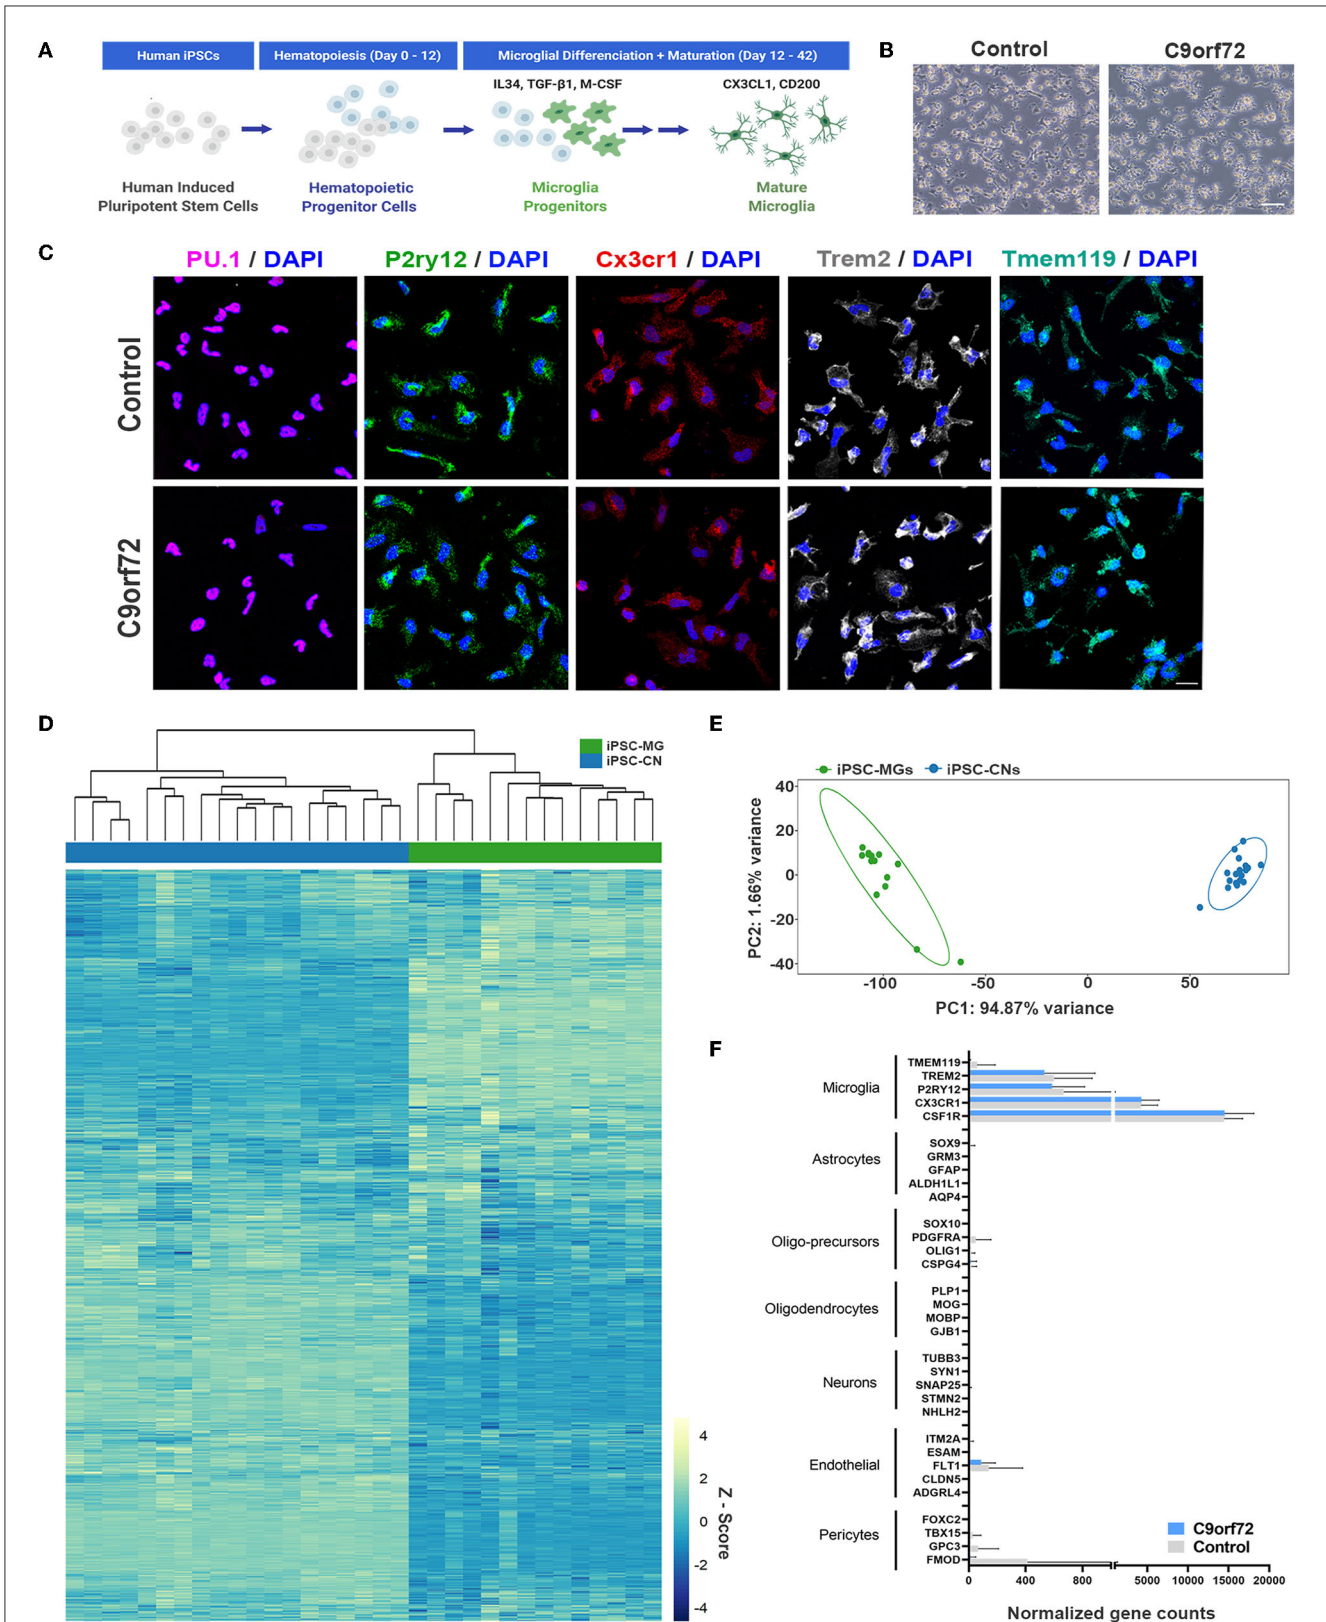 A
Human iPSCs
Hematopoiesis (Day 0 - 12)
Microglial Differenciation + Maturation (Day 12 - 42)
IL34, TGF-β1, M-CSF
CX3CL1, CD200
Human Induced
Pluripotent Stem Cells
Hematopoietic
Progenitor Cells
Microglia
Progenitors
Mature
Microglia
B
Control
C9orf72
C
PU.1 / DAPI
P2ry12 / DAPI
Cx3cr1 / DAPI
Trem2 / DAPI
Tmem119 / DAPI
Control
C9orf72
D
iPSC-MG
iPSC-CN
4
2
0
-2
-4
Z - Score
E
iPSC-MGs
iPSC-CNs
40
20
0
-20
-40
PC2: 1.66% variance
-100
-50
0
50
PC1: 94.87% variance
F
Microglia
TMEM119
TREM2
P2RY12
CX3CR1
CSF1R
Astrocytes
SOX9
GRM3
GFAP
ALDH1L1
AQP4
Oligo-precursors
SOX10
PDGFRA
OLIG1
CSPG4
Oligodendrocytes
PLP1
MOG
MOBP
GJB1
Neurons
TUBB3
SYN1
SNAP25
STMN2
NHLH2
Endothelial
ITM2A
ESAM
FLT1
CLDN5
ADGRL4
Pericytes
FOXC2
TBX15
GPC3
FMOD
C9orf72
Control
0
400
800
5000
10000
15000
20000
Normalized gene counts